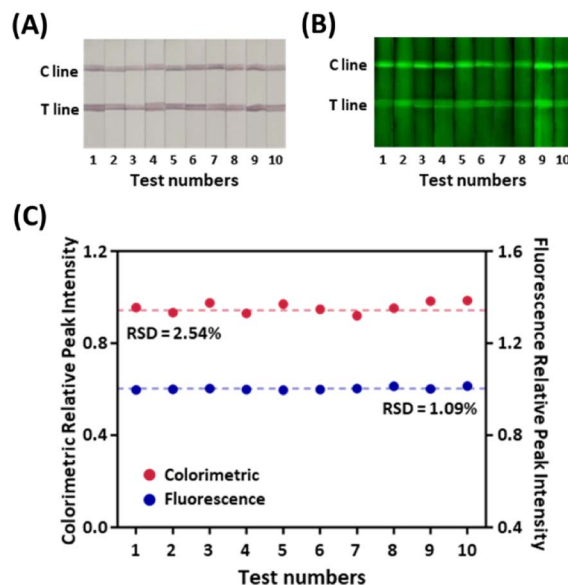 (A)
C line
T line
1 2 3 4 5 6 7 8 9 10
Test numbers
(B)
C line
T line
1 2 3 4 5 6 7 8 9 10
Test numbers
(C)
Colorimetric Relative Peak Intensity
1.2
0.8
0.4
0.0
RSD = 2.54%
RSD = 1.09%
Colorimetric
Fluorescence
1.6
1.2
0.8
0.4
Fluorescence Relative Peak Intensity
1 2 3 4 5 6 7 8 9 10
Test numbers